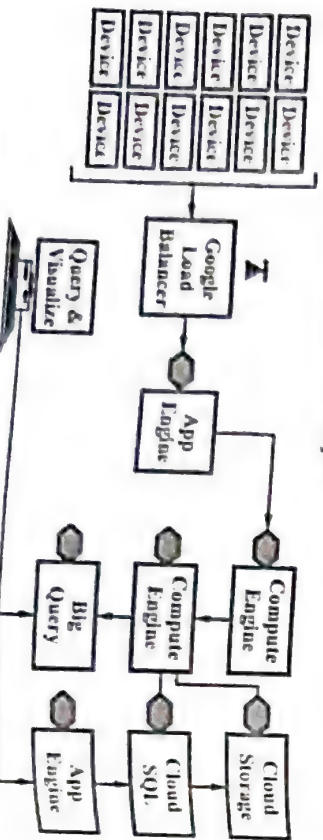 Device
Device
Device
Device
Device
Device
Device
Device
Device
Device
Device
Device
Google
Load
Balancer
App
Engine
Compute
Engine
Compute
Engine
Big
Query
Cloud
Storage
Cloud
SQL
App
Engine
Query &
Visualize